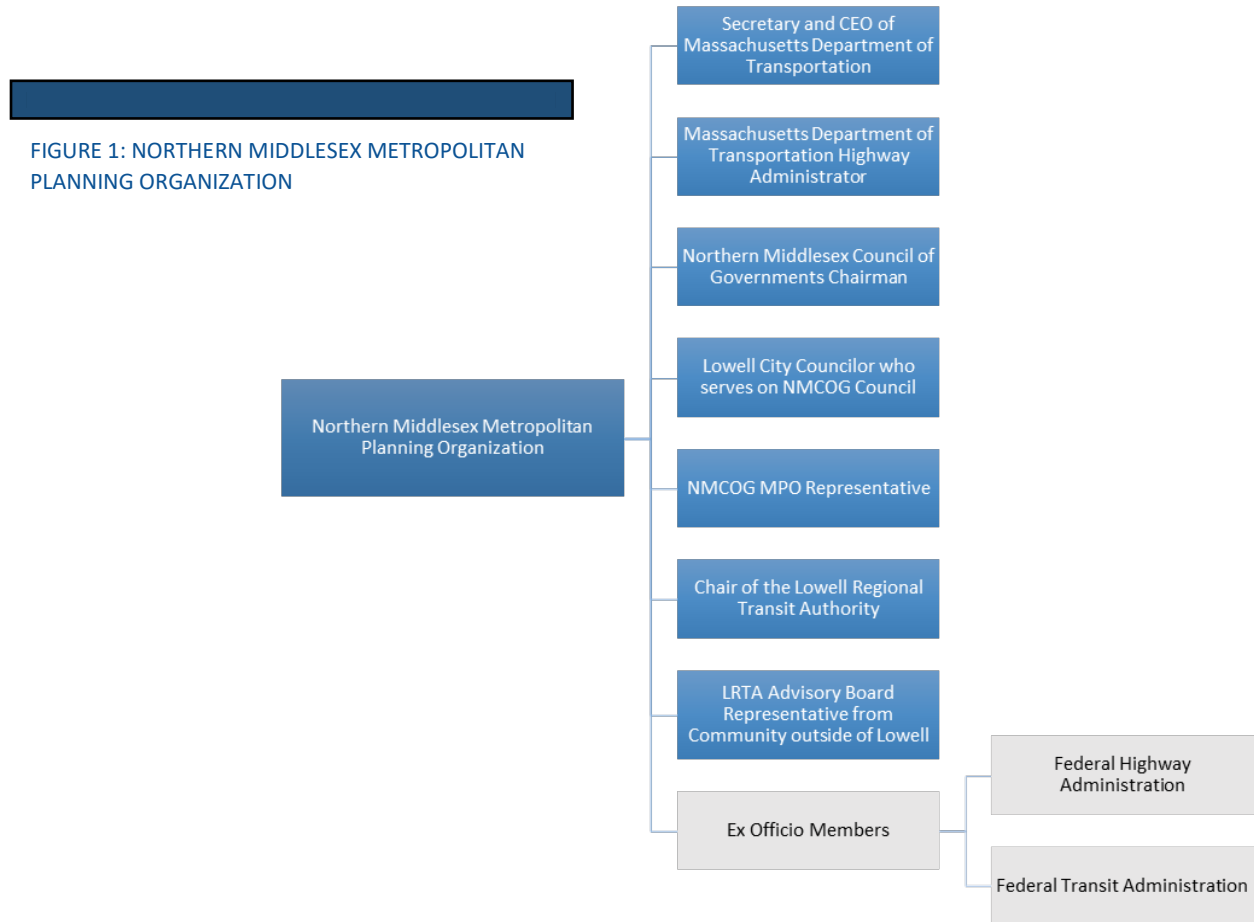 FIGURE 1: NORTHERN MIDDLESEX METROPOLITAN
PLANNING ORGANIZATION
Northern Middlesex Metropolitan
Planning Organization
Secretary and CEO of
Massachusetts Department of
Transportation
Massachusetts Department of
Transportation Highway
Administrator
Northern Middlesex Council of
Governments Chairman
Lowell City Councilor who
serves on NMCOG Council
NMCOG MPO Representative
Chair of the Lowell Regional
Transit Authority
LRTA Advisory Board
Representative from
Community outside of Lowell
Ex Officio Members
Federal Highway
Administration
Federal Transit Administration